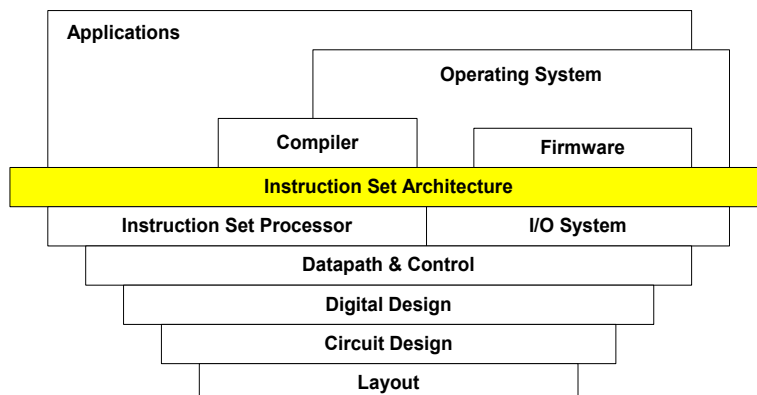 Applications
Operating System
Compiler
Firmware
Instruction Set Architecture
Instruction Set Processor
I/O System
Datapath & Control
Digital Design
Circuit Design
Layout